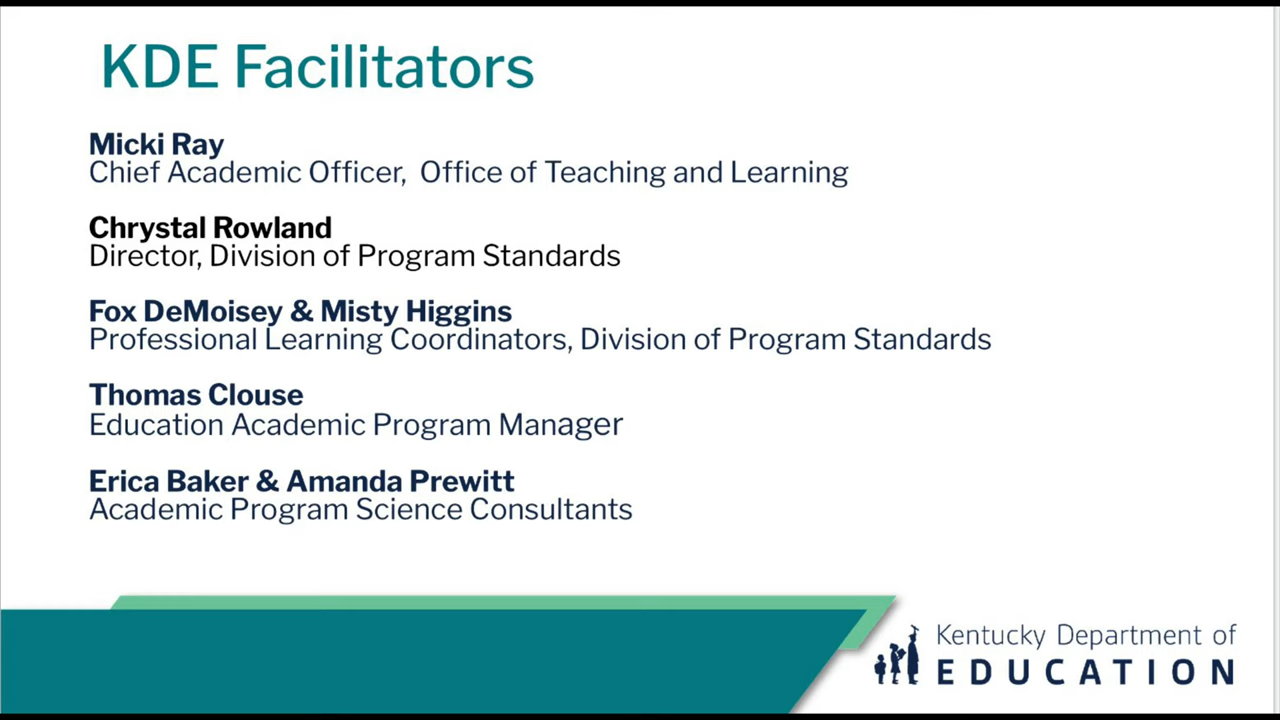 KDE Facilitators
Micki Ray
Chief Academic Officer,  Office of Teaching and Learning
Chrystal Rowland
Director, Division of Program Standards
Fox DeMoisey & Misty Higgins
Professional Learning Coordinators, Division of Program Standards
Thomas Clouse
Education Academic Program Manager
Erica Baker & Amanda Prewitt
Academic Program Science Consultants
Kentucky Department of
EDUCATION